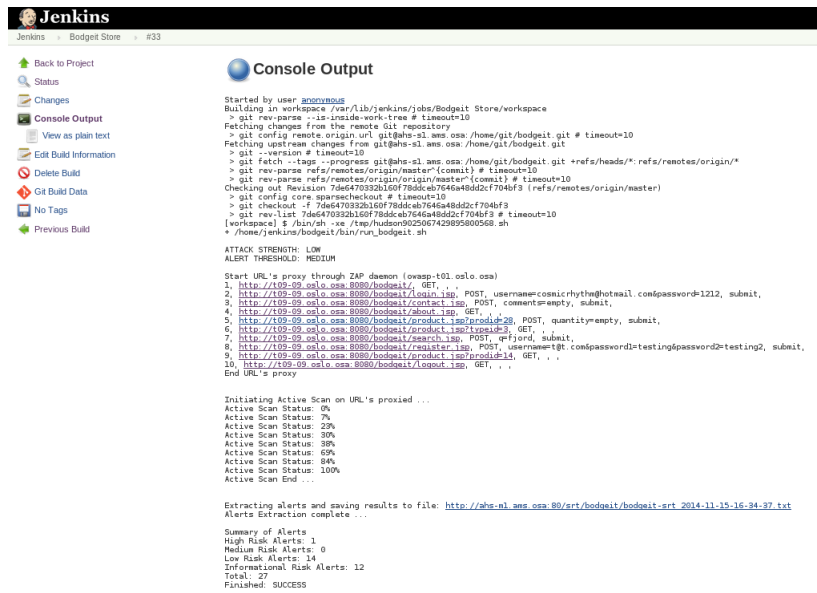 Jenkins
Jenkins › Bodgeit Store › #33
Back to Project
Status
Changes
Console Output
View as plain text
Edit Build Information
Delete Build
Git Build Data
No Tags
Previous Build
Console Output
Started by user anonymous
Building in workspace /var/lib/jenkins/jobs/Bodgeit Store/workspace
> git rev-parse --is-inside-work-tree # timeout=10
Fetching changes from the remote Git repository
> git config remote.origin.url git@ahs-s1.ams.osa:/home/git/bodgeit.git # timeout=10
Fetching upstream changes from git@ahs-s1.ams.osa:/home/git/bodgeit.git
> git --version # timeout=10
> git fetch --tags --progress git@ahs-s1.ams.osa:/home/git/bodgeit.git +refs/heads/*:refs/remotes/origin/*
> git rev-parse refs/remotes/origin/master^{commit} # timeout=10
> git rev-parse refs/remotes/origin/origin/master^{commit} # timeout=10
Checking out Revision 7de6470332b160f78ddceb7646a48dd2cf704bf3 (refs/remotes/origin/master)
> git config core.sparsecheckout # timeout=10
> git checkout -f 7de6470332b160f78ddceb7646a48dd2cf704bf3
> git rev-list 7de6470332b160f78ddceb7646a48dd2cf704bf3 # timeout=10
[workspace] $ /bin/sh -xe /tmp/hudson9025067429895800568.sh
+ /home/jenkins/bodgeit/bin/run_bodgeit.sh
ATTACK STRENGTH: LOW
ALERT THRESHOLD: MEDIUM
Start URL's proxy through ZAP daemon (owasp-t01.oslo.osa)
1, http://t09-09.oslo.osa:8080/bodgeit/, GET, , ,
2, http://t09-09.oslo.osa:8080/bodgeit/login.jsp, POST, username=cosmicrhythm@hotmail.com&password=1212, submit,
3, http://t09-09.oslo.osa:8080/bodgeit/contact.jsp, POST, comments=empty, submit,
4, http://t09-09.oslo.osa:8080/bodgeit/about.jsp, GET, , ,
5, http://t09-09.oslo.osa:8080/bodgeit/product.jsp?prodid=28, POST, quantity=empty, submit,
6, http://t09-09.oslo.osa:8080/bodgeit/product.jsp?typeid=3, GET, , ,
7, http://t09-09.oslo.osa:8080/bodgeit/search.jsp, POST, q=fjord, submit,
8, http://t09-09.oslo.osa:8080/bodgeit/register.jsp, POST, username=t@t.com&password1=testing&password2=testing2, submit,
9, http://t09-09.oslo.osa:8080/bodgeit/product.jsp?prodid=14, GET, , ,
10, http://t09-09.oslo.osa:8080/bodgeit/logout.jsp, GET, , ,
End URL's proxy
Initiating Active Scan on URL's proxied ...
Active Scan Status: 0%
Active Scan Status: 7%
Active Scan Status: 23%
Active Scan Status: 30%
Active Scan Status: 38%
Active Scan Status: 69%
Active Scan Status: 84%
Active Scan Status: 100%
Active Scan End ...
Extracting alerts and saving results to file: http://ahs-m1.ams.osa:80/srt/bodgeit/bodgeit-srt_2014-11-15-16-34-37.txt
Alerts Extraction complete ...
Summary of Alerts
High Risk Alerts: 1
Medium Risk Alerts: 0
Low Risk Alerts: 14
Informational Risk Alerts: 12
Total: 27
Finished: SUCCESS